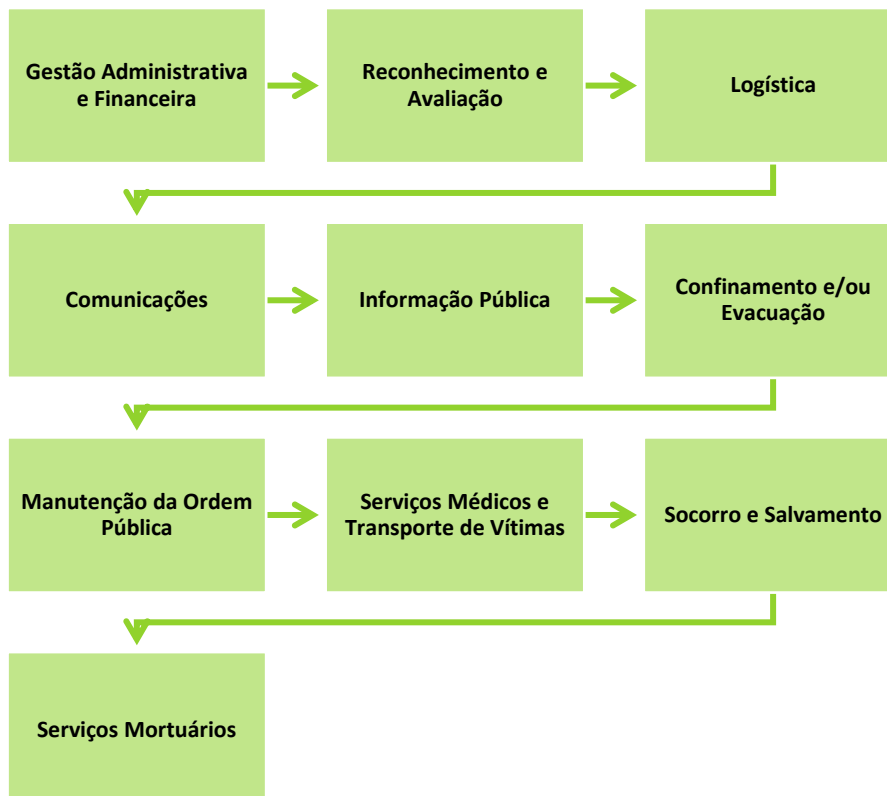 Gestão Administrativa
e Financeira
Reconhecimento e
Avaliação
Logística
Comunicações
Informação Pública
Confinamento e/ou
Evacuação
Manutenção da Ordem
Pública
Serviços Médicos e
Transporte de Vítimas
Socorro e Salvamento
Serviços Mortuários